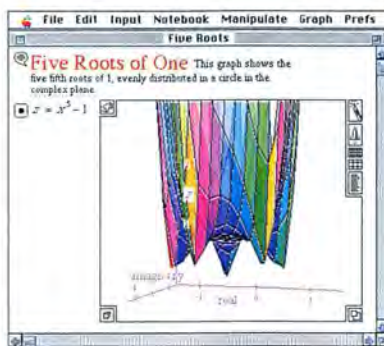 File Edit Input Notebook Manipulate Graph Prefs
Five Roots
Five Roots of One This graph shows the
five fifth roots of 1, evenly distributed in a circle in the
complex plane.
z = x⁵ − 1
real